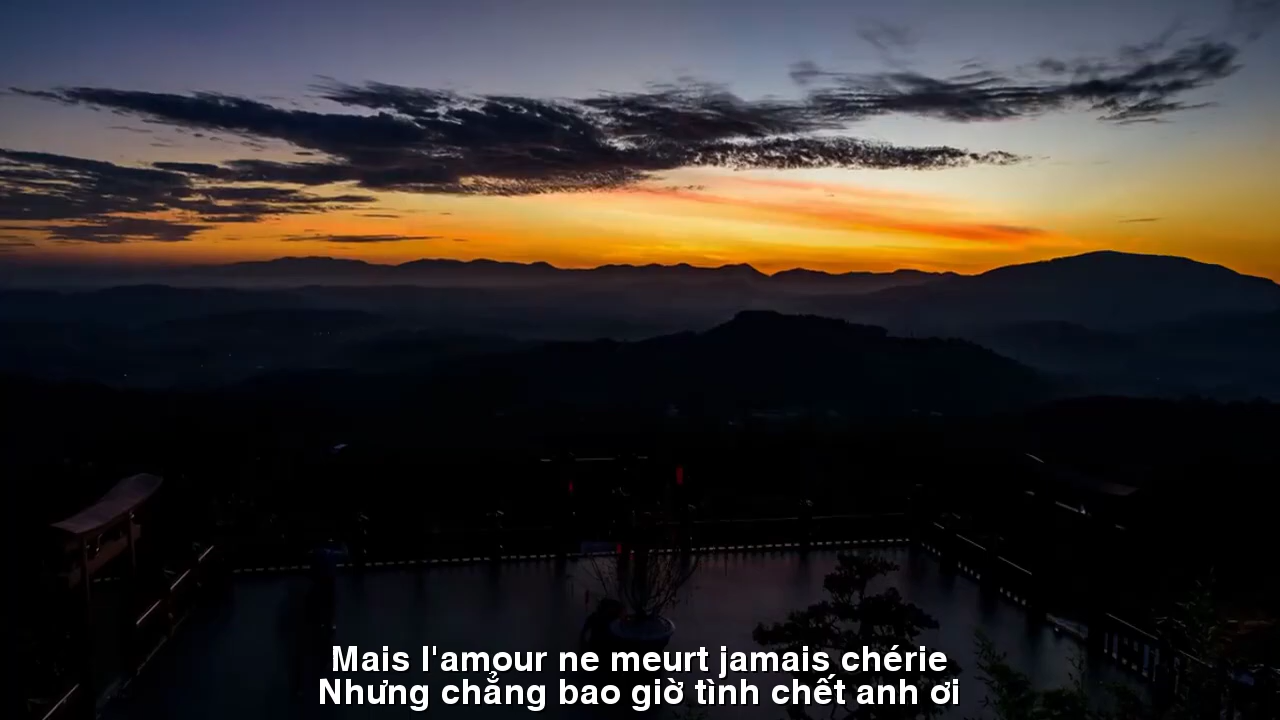 Mais l'amour ne meurt jamais chérie
Nhưng chẳng bao giờ tình chết anh ơi